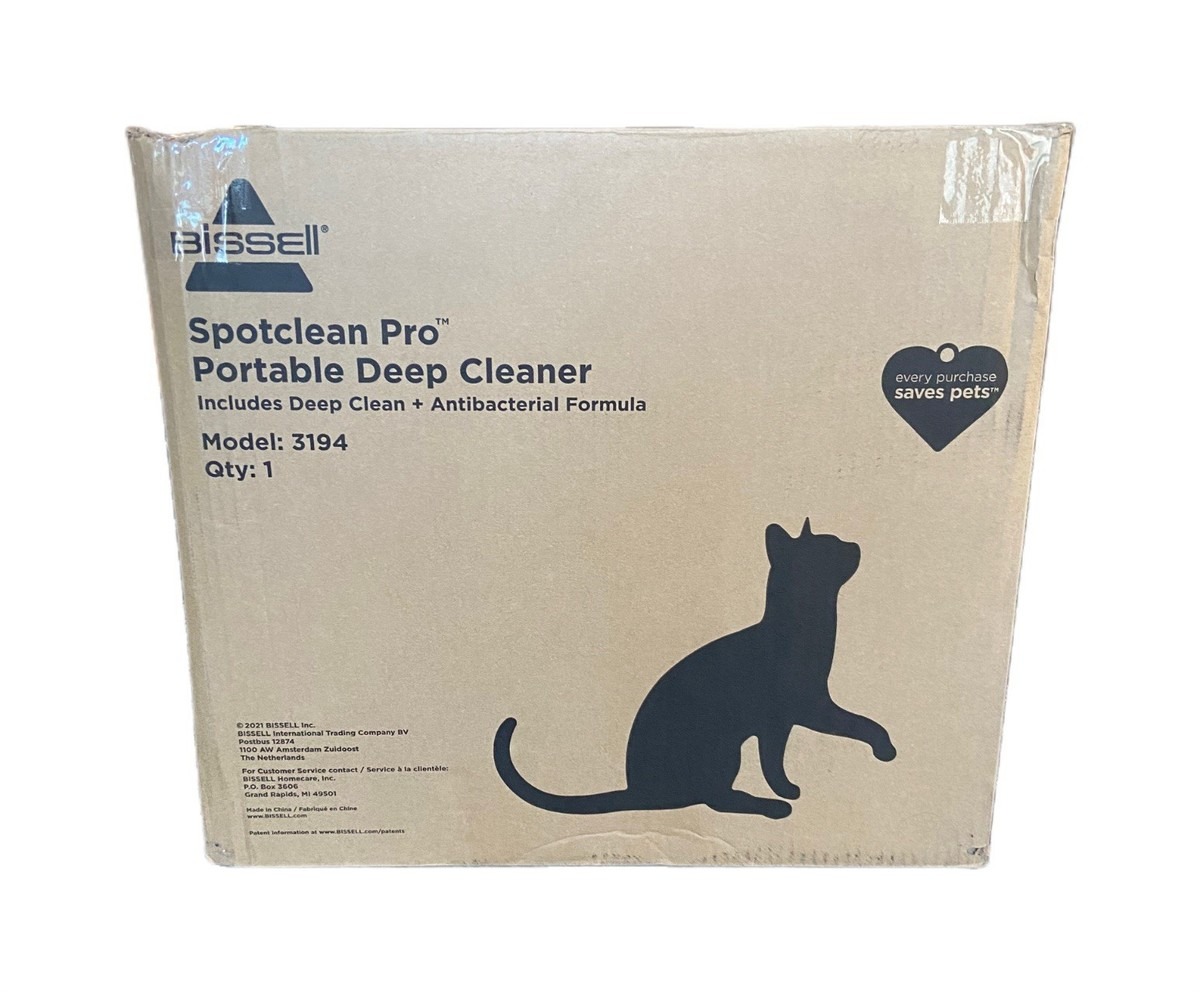 BISSELL®
Spotclean Pro™
Portable Deep Cleaner
Includes Deep Clean + Antibacterial Formula
Model: 3194
Qty: 1
every purchase
saves pets™
© 2021 BISSELL Inc.
BISSELL International Trading Company BV
Postbus 12874
1100 AW Amsterdam Zuidoost
The Netherlands
For Customer Service contact / Service à la clientèle:
BISSELL Homecare, Inc.
P.O. Box 3606
Grand Rapids, MI 49501
Made in China / Fabriqué en Chine
www.BISSELL.com
Patent information at www.BISSELL.com/patents